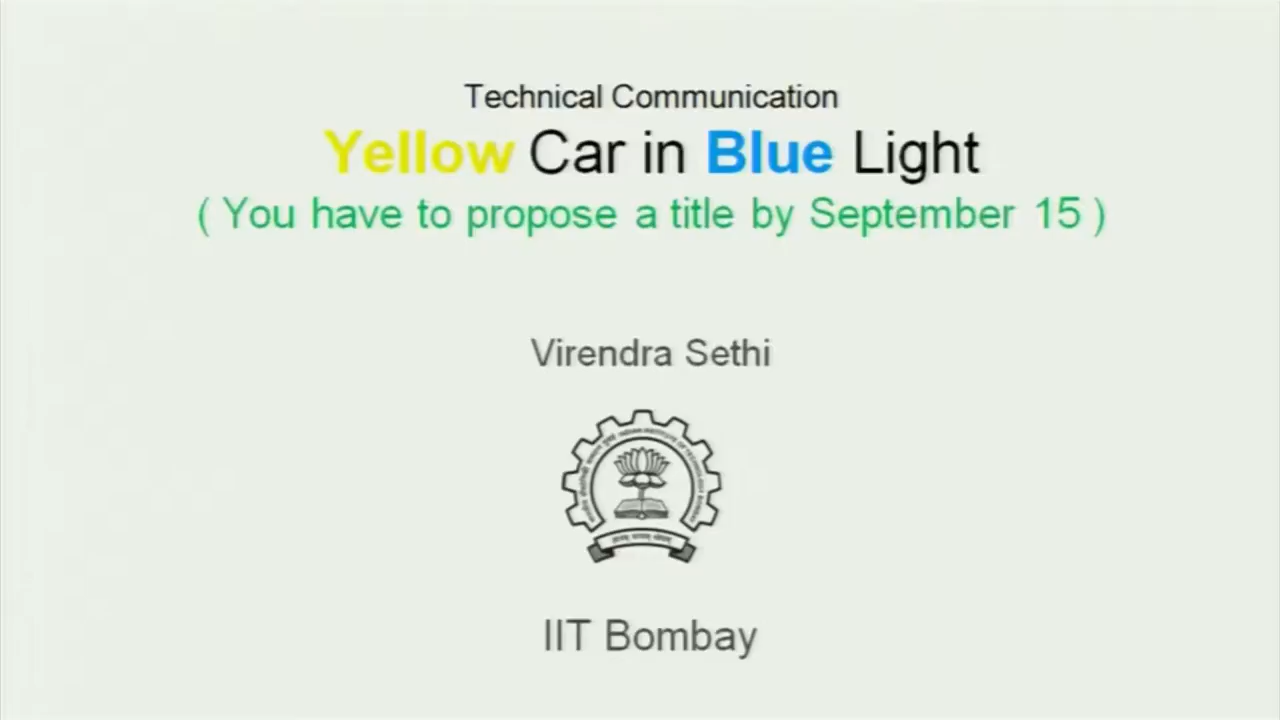 Technical Communication
Yellow Car in Blue Light
( You have to propose a title by September 15 )
Virendra Sethi
IIT Bombay